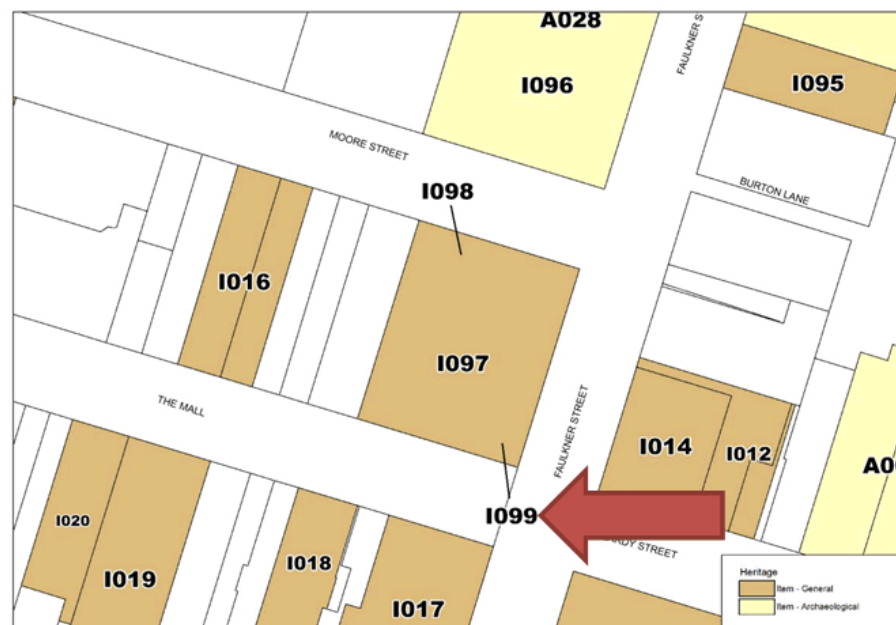 A028
FAULKNER S
I096
I095
MOORE STREET
BURTON LANE
I098
I016
I097
THE MALL
FAULKNER STREET
I014
I012
I099
I020
I019
I018
I017
Heritage
Item - General
Item - Archaeological